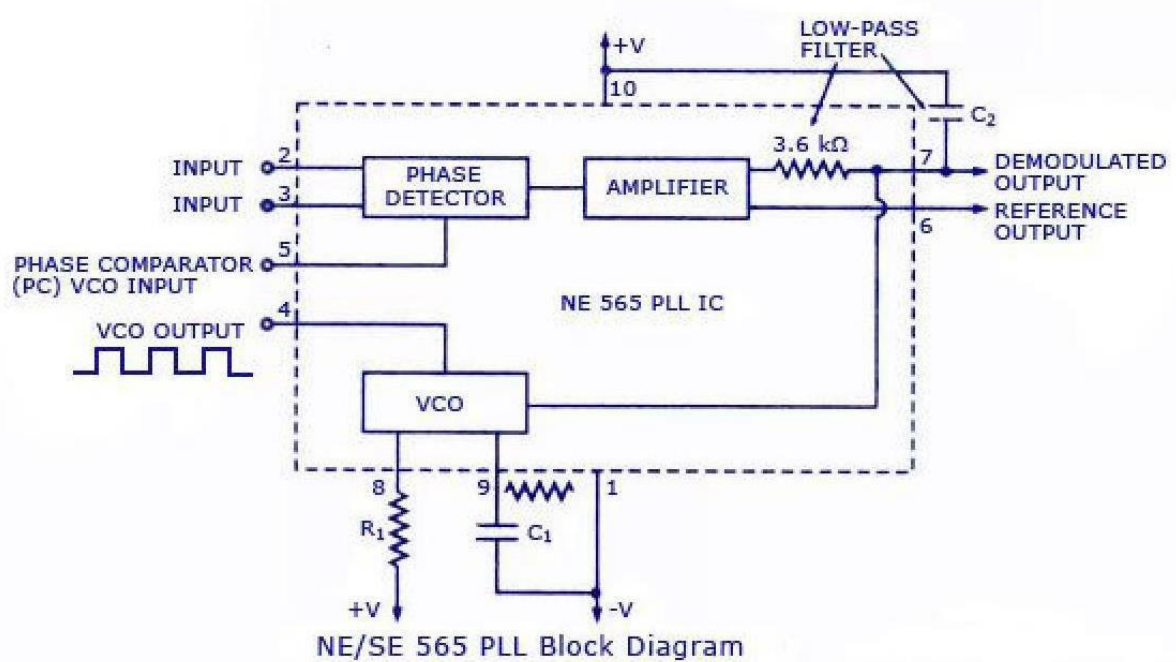 LOW-PASS
FILTER
+V
10
C₂
3.6 kΩ
INPUT
2
PHASE
DETECTOR
AMPLIFIER
7
DEMODULATED
OUTPUT
INPUT
3
6
REFERENCE
OUTPUT
5
PHASE COMPARATOR
(PC) VCO INPUT
4
NE 565 PLL IC
VCO OUTPUT
VCO
8
9
1
R₁
C₁
+V
-V
NE/SE 565 PLL Block Diagram